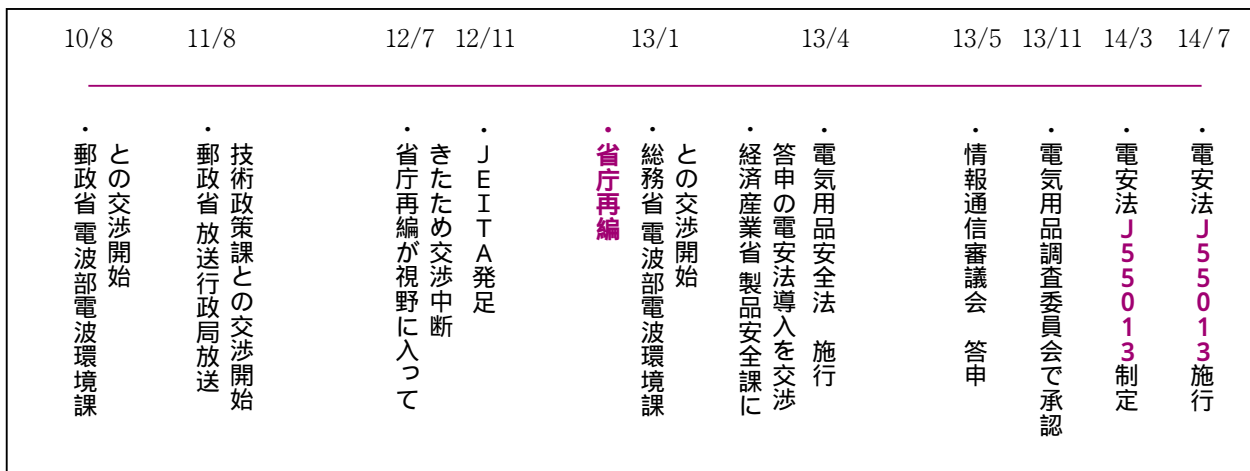 10/8 11/8 12/7 12/11 13/1 13/4 13/5 13/11 14/3 14/7
・郵政省 電波部電波環境課
との交渉開始
・郵政省 放送行政局放送
技術政策課との交渉開始
・省庁再編が視野に入って
きたため交渉中断
・ＪＥＩＴＡ発足
・省庁再編
・総務省 電波部電波環境課
との交渉開始
・経済産業省 製品安全課に
答申の電安法導入を交渉
・電気用品安全法 施行
・情報通信審議会 答申
・電気用品調査委員会で承認
・電安法Ｊ５５０１３制定
・電安法Ｊ５５０１３施行